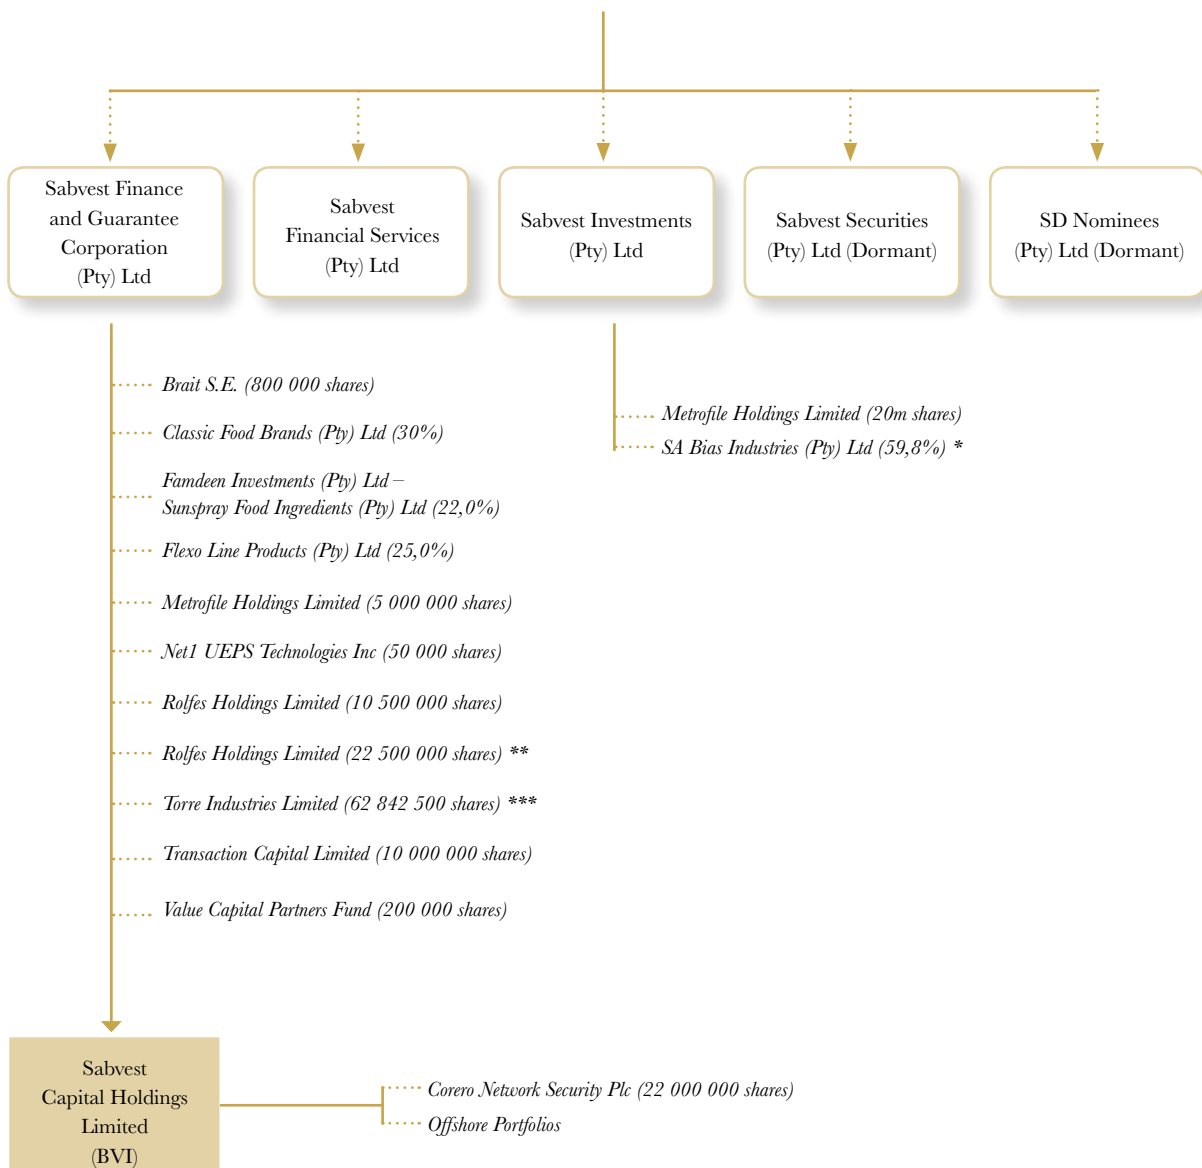 Sabvest Finance
and Guarantee
Corporation
(Pty) Ltd
Sabvest
Financial Services
(Pty) Ltd
Sabvest Investments
(Pty) Ltd
Sabvest Securities
(Pty) Ltd (Dormant)
SD Nominees
(Pty) Ltd (Dormant)
Brait S.E. (800 000 shares)
Classic Food Brands (Pty) Ltd (30%)
Famdeen Investments (Pty) Ltd –
Sunspray Food Ingredients (Pty) Ltd (22,0%)
Flexo Line Products (Pty) Ltd (25,0%)
Metrofile Holdings Limited (5 000 000 shares)
Net1 UEPS Technologies Inc (50 000 shares)
Rolfes Holdings Limited (10 500 000 shares)
Rolfes Holdings Limited (22 500 000 shares) **
Torre Industries Limited (62 842 500 shares) ***
Transaction Capital Limited (10 000 000 shares)
Value Capital Partners Fund (200 000 shares)
Metrofile Holdings Limited (20m shares)
SA Bias Industries (Pty) Ltd (59,8%) *
Sabvest
Capital Holdings
Limited
(BVI)
Corero Network Security Plc (22 000 000 shares)
Offshore Portfolios